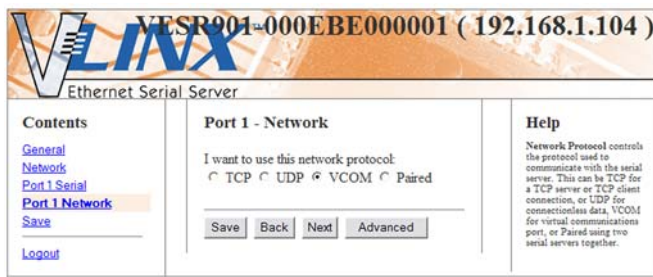 VESR901-000EBE000001 ( 192.168.1.104 )
VLINX™
Ethernet Serial Server
Contents
General
Network
Port 1 Serial
Port 1 Network
Save
Logout
Port 1 - Network
I want to use this network protocol:
TCP UDP VCOM Paired
Save Back Next Advanced
Help
Network Protocol controls
the protocol used to
communicate with the serial
server. This can be TCP for
a TCP server or TCP client
connection, or UDP for
connectionless data, VCOM
for virtual communications
port, or Paired using two
serial servers together.